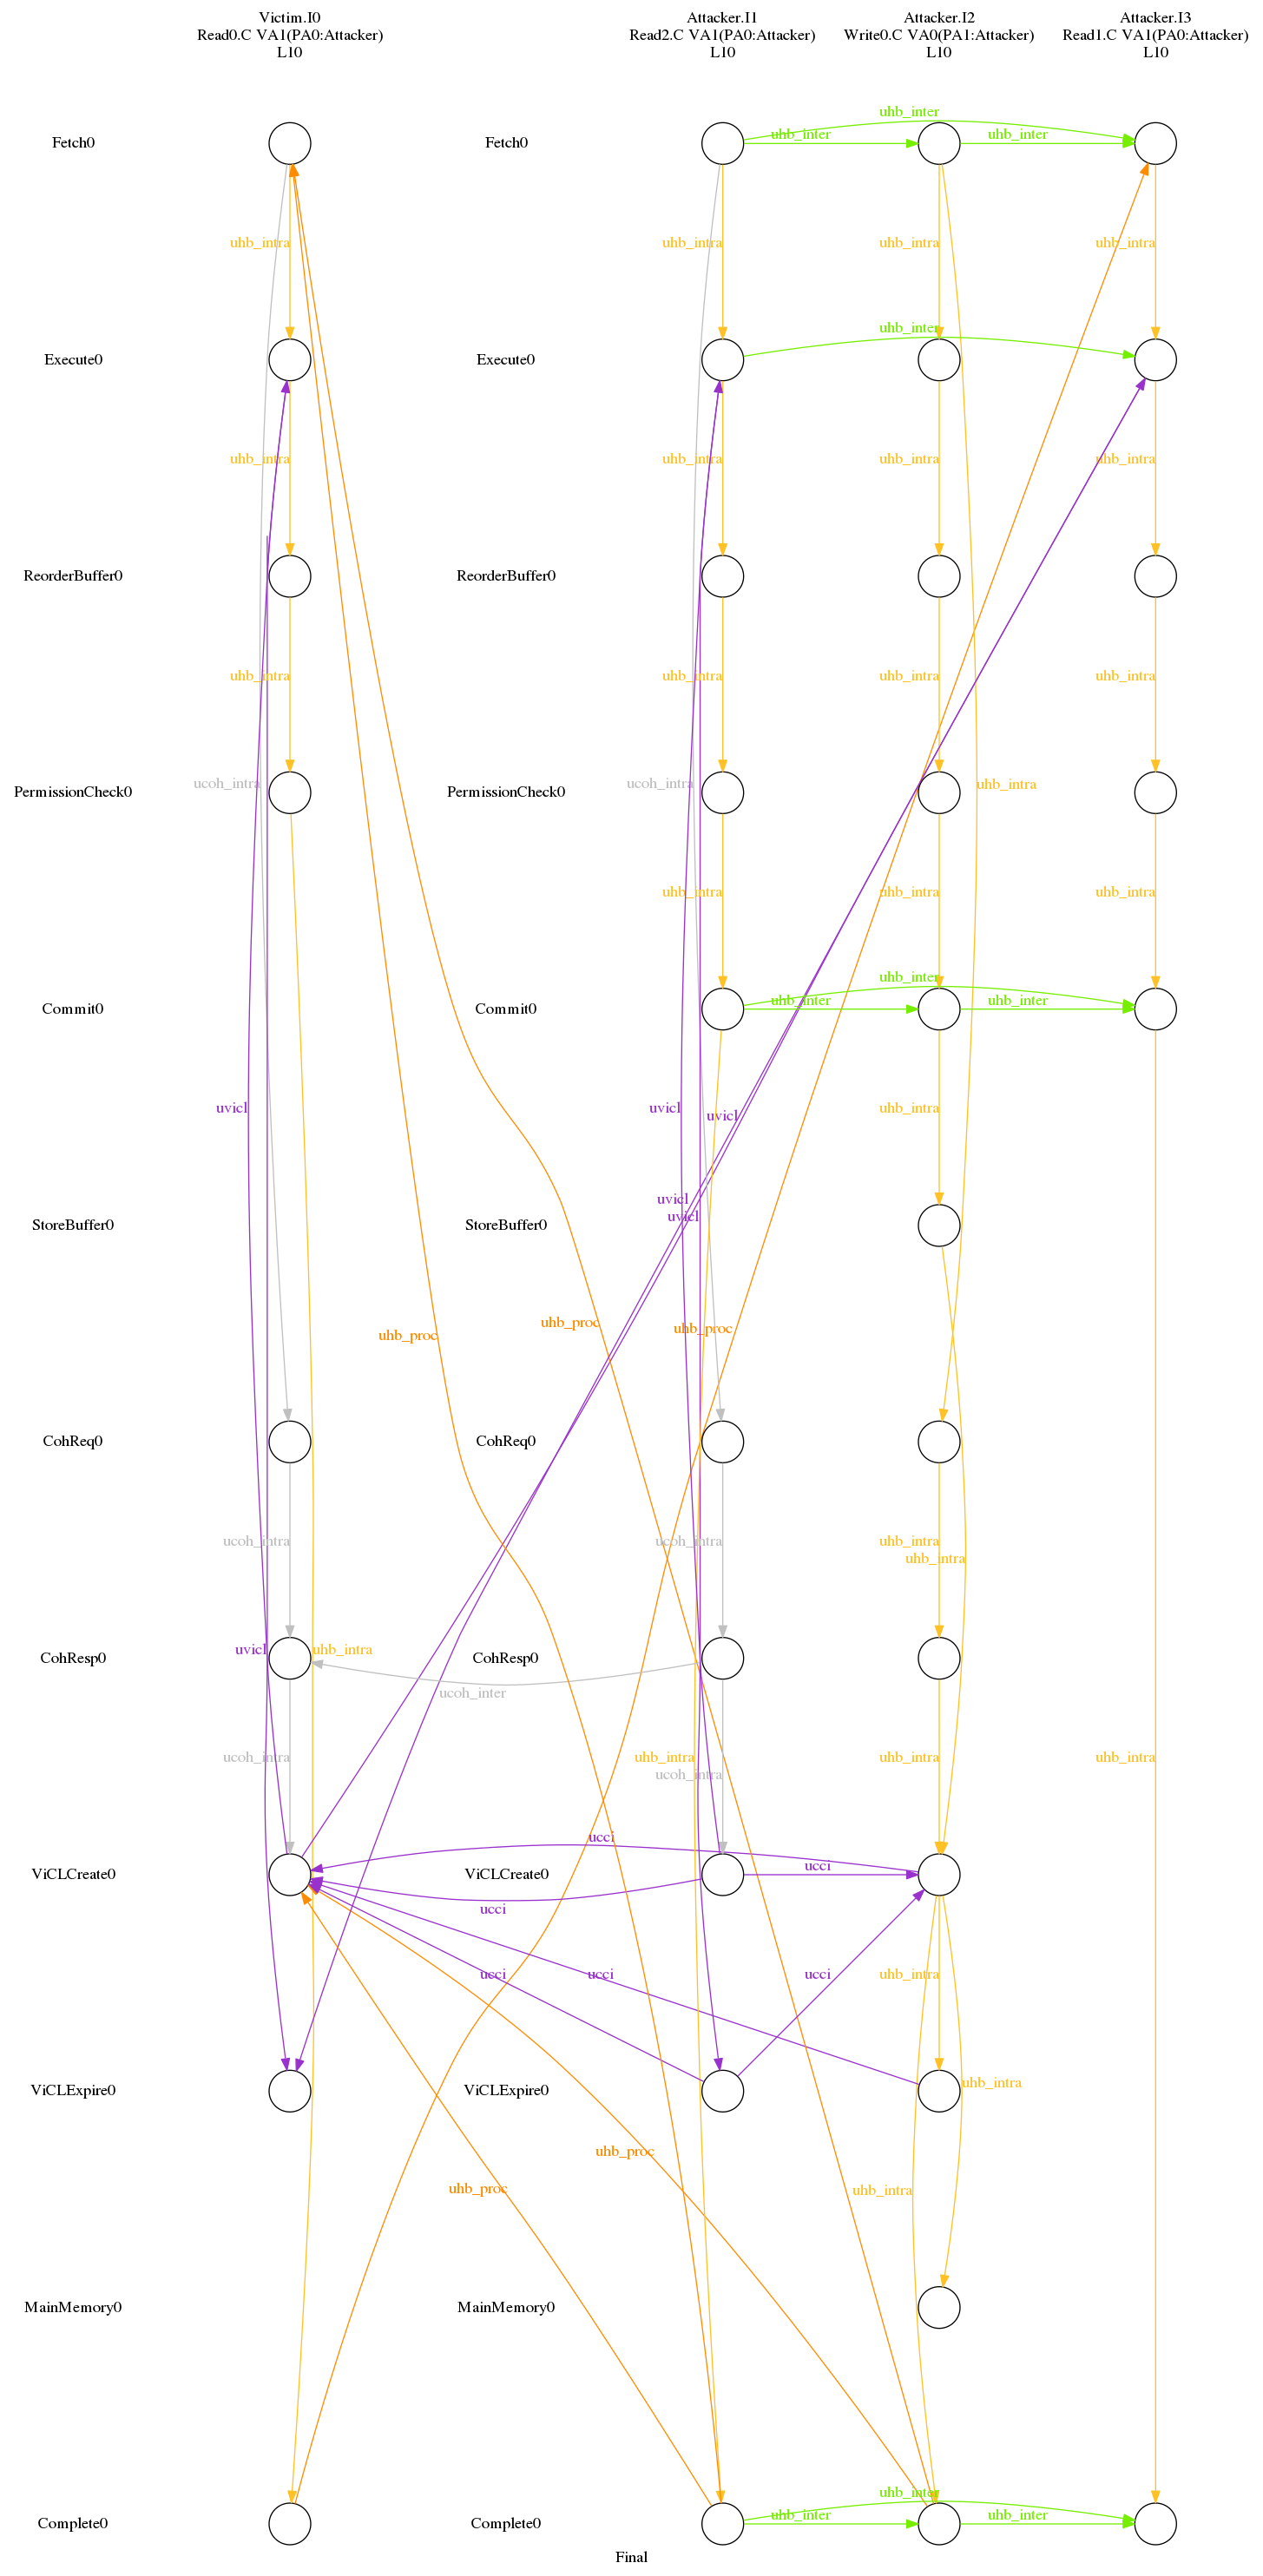 Victim.I0
Read0.C VA1(PA0:Attacker)
L10
Attacker.I1
Read2.C VA1(PA0:Attacker)
L10
Attacker.I2
Write0.C VA0(PA1:Attacker)
L10
Attacker.I3
Read1.C VA1(PA0:Attacker)
L10
uhb_inter
Fetch0
Fetch0
uhb_inter
uhb_inter
uhb_intra
uhb_intra
uhb_intra
uhb_intra
uhb_inter
Execute0
Execute0
uhb_intra
uhb_intra
uhb_intra
uhb_intra
ReorderBuffer0
ReorderBuffer0
uhb_intra
uhb_intra
uhb_intra
uhb_intra
ucoh_intra
ucoh_intra
uhb_intra
PermissionCheck0
PermissionCheck0
uhb_intra
uhb_intra
uhb_intra
uhb_inter
Commit0
Commit0
uhb_inter
uhb_inter
uvicl
uvicl
uvicl
uhb_intra
uvicl
uvicl
StoreBuffer0
StoreBuffer0
uhb_proc
uhb_proc
uhb_proc
CohReq0
CohReq0
ucoh_intra
ucoh_intra
uhb_intra
uhb_intra
uvicl
uhb_intra
CohResp0
CohResp0
ucoh_inter
ucoh_intra
uhb_intra
uhb_intra
uhb_intra
ucoh_intra
ucci
ViCLCreate0
ViCLCreate0
ucci
ucci
ucci
ucci
ucci
uhb_intra
ViCLExpire0
ViCLExpire0
uhb_intra
uhb_proc
uhb_proc
uhb_intra
MainMemory0
MainMemory0
uhb_inter
Complete0
Complete0
uhb_inter
uhb_inter
Final